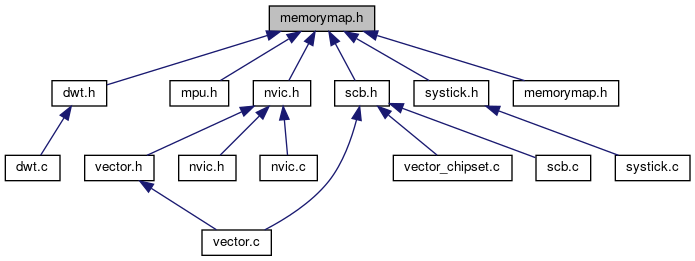 memorymap.h
dwt.h
mpu.h
nvic.h
scb.h
systick.h
memorymap.h
dwt.c
vector.h
nvic.h
nvic.c
vector_chipset.c
scb.c
systick.c
vector.c